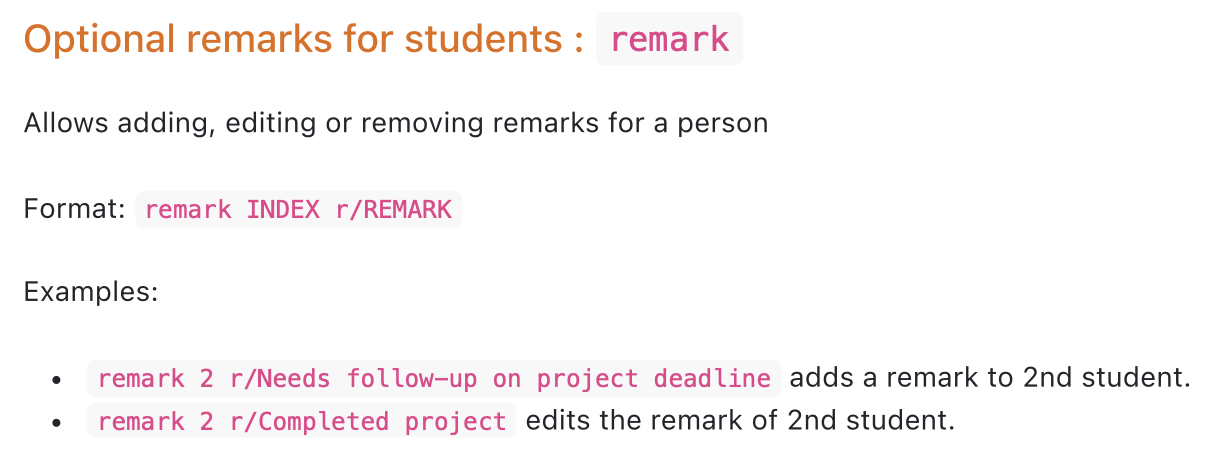 Optional remarks for students : remark
Allows adding, editing or removing remarks for a person
Format: remark INDEX r/REMARK
Examples:
• remark 2 r/Needs follow-up on project deadline adds a remark to 2nd student.
• remark 2 r/Completed project edits the remark of 2nd student.